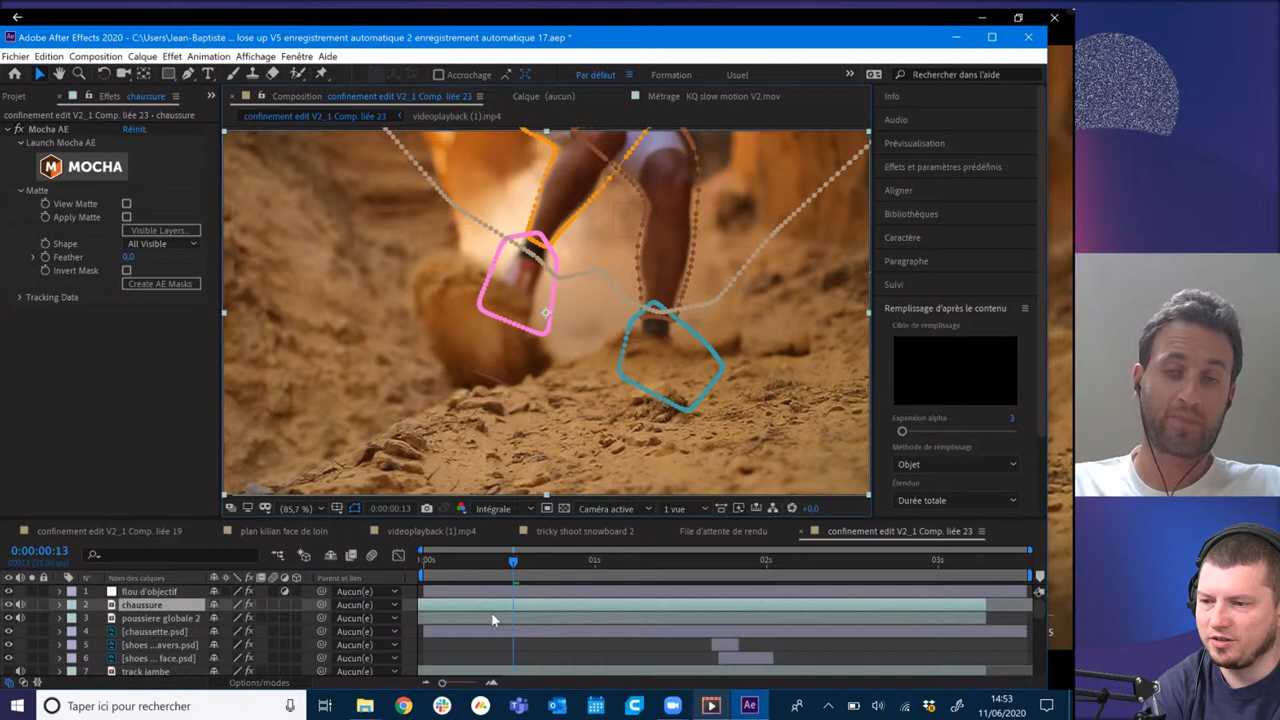 Adobe After Effects 2020 - C:\Users\Jean-Baptiste lose up V5 enregistrement automatique 2 enregistrement automatique 17.aep *
Fichier Edition Composition Calque Effet Animation Affichage Fenêtre Aide
Accrochage Par défaut Formation Usuel Rechercher dans l'aide
Projet Effets chaussure
Composition confinement edit V2_1 Comp. liée 23 Calque (aucun) Métrage KQ slow motion V2.mov
confinement edit V2_1 Comp. liée 23 • chaussure
confinement edit V2_1 Comp. liée 23 videoplayback (1).mp4
Mocha AE Réinit.
Launch Mocha AE
MOCHA
Matte
View Matte
Apply Matte
Visible Layers...
Shape All Visible
Feather 0,0
Invert Mask
Create AE Masks
Tracking Data
Info
Audio
Prévisualisation
Effets et paramètres prédéfinis
Aligner
Bibliothèques
Caractère
Paragraphe
Suivi
Remplissage d'après le contenu
Cible de remplissage
Expansion alpha 3
Méthode de remplissage
Objet
Étendue
Durée totale
(85,7 %) 0:00:00:13 Intégrale Caméra active 1 vue +0,0
confinement edit V2_1 Comp. liée 19 plan kilian face de loin videoplayback (1).mp4 tricky shoot snowboard 2 File d'attente de rendu confinement edit V2_1 Comp. liée 23
0:00:00:13
:00s 01s 02s 03s
N° Nom des calques Parent et lien
1 flou d'objectif Aucun(e)
2 chaussure Aucun(e)
3 poussiere globale 2 Aucun(e)
4 [chaussette.psd] Aucun(e)
5 [shoes ...avers.psd] Aucun(e)
6 [shoes ... face.psd] Aucun(e)
7 track jambe Aucun(e)
Options/modes
Taper ici pour rechercher
14:53
11/06/2020